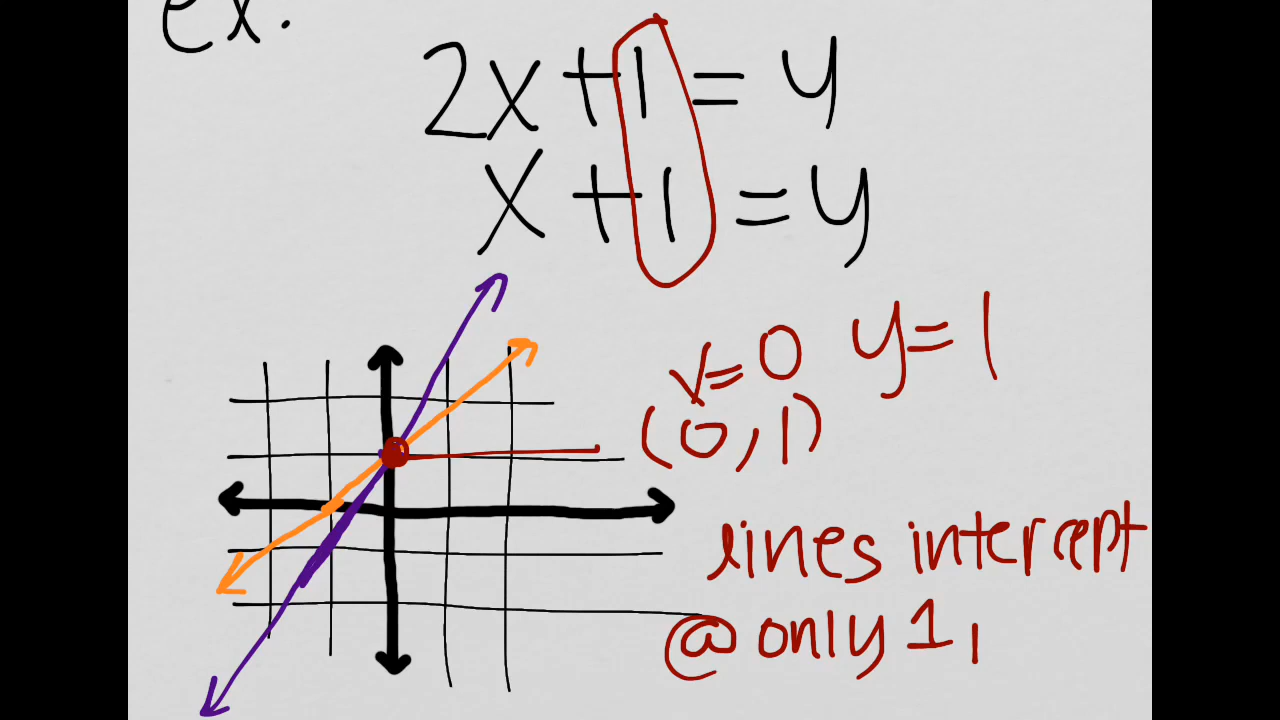 ex.
2x+1=y
x+1=y
x=0 y=1
(0,1)
lines intercept
@ only 1,